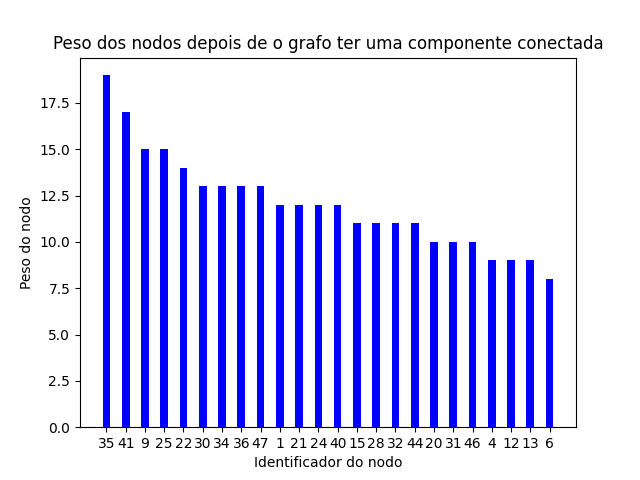 Peso dos nodos depois de o grafo ter uma componente conectada
Peso do nodo
17.5
15.0
12.5
10.0
7.5
5.0
2.5
0.0
35 41 9 25 22 30 34 36 47 1 21 24 40 15 28 32 44 20 31 46 4 12 13 6
Identificador do nodo